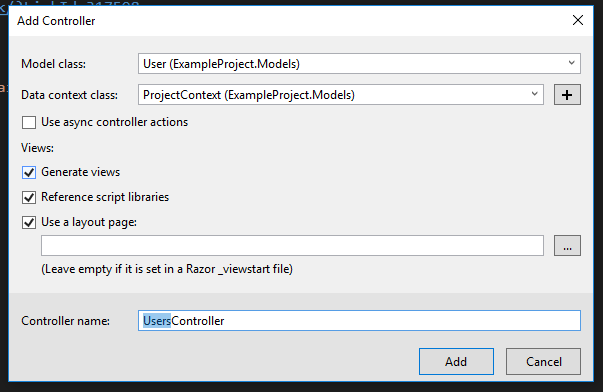 Add Controller
Model class:
User (ExampleProject.Models)
Data context class:
ProjectContext (ExampleProject.Models)
+
Use async controller actions
Views:
Generate views
Reference script libraries
Use a layout page:
...
(Leave empty if it is set in a Razor _viewstart file)
Controller name:
UsersController
Add
Cancel